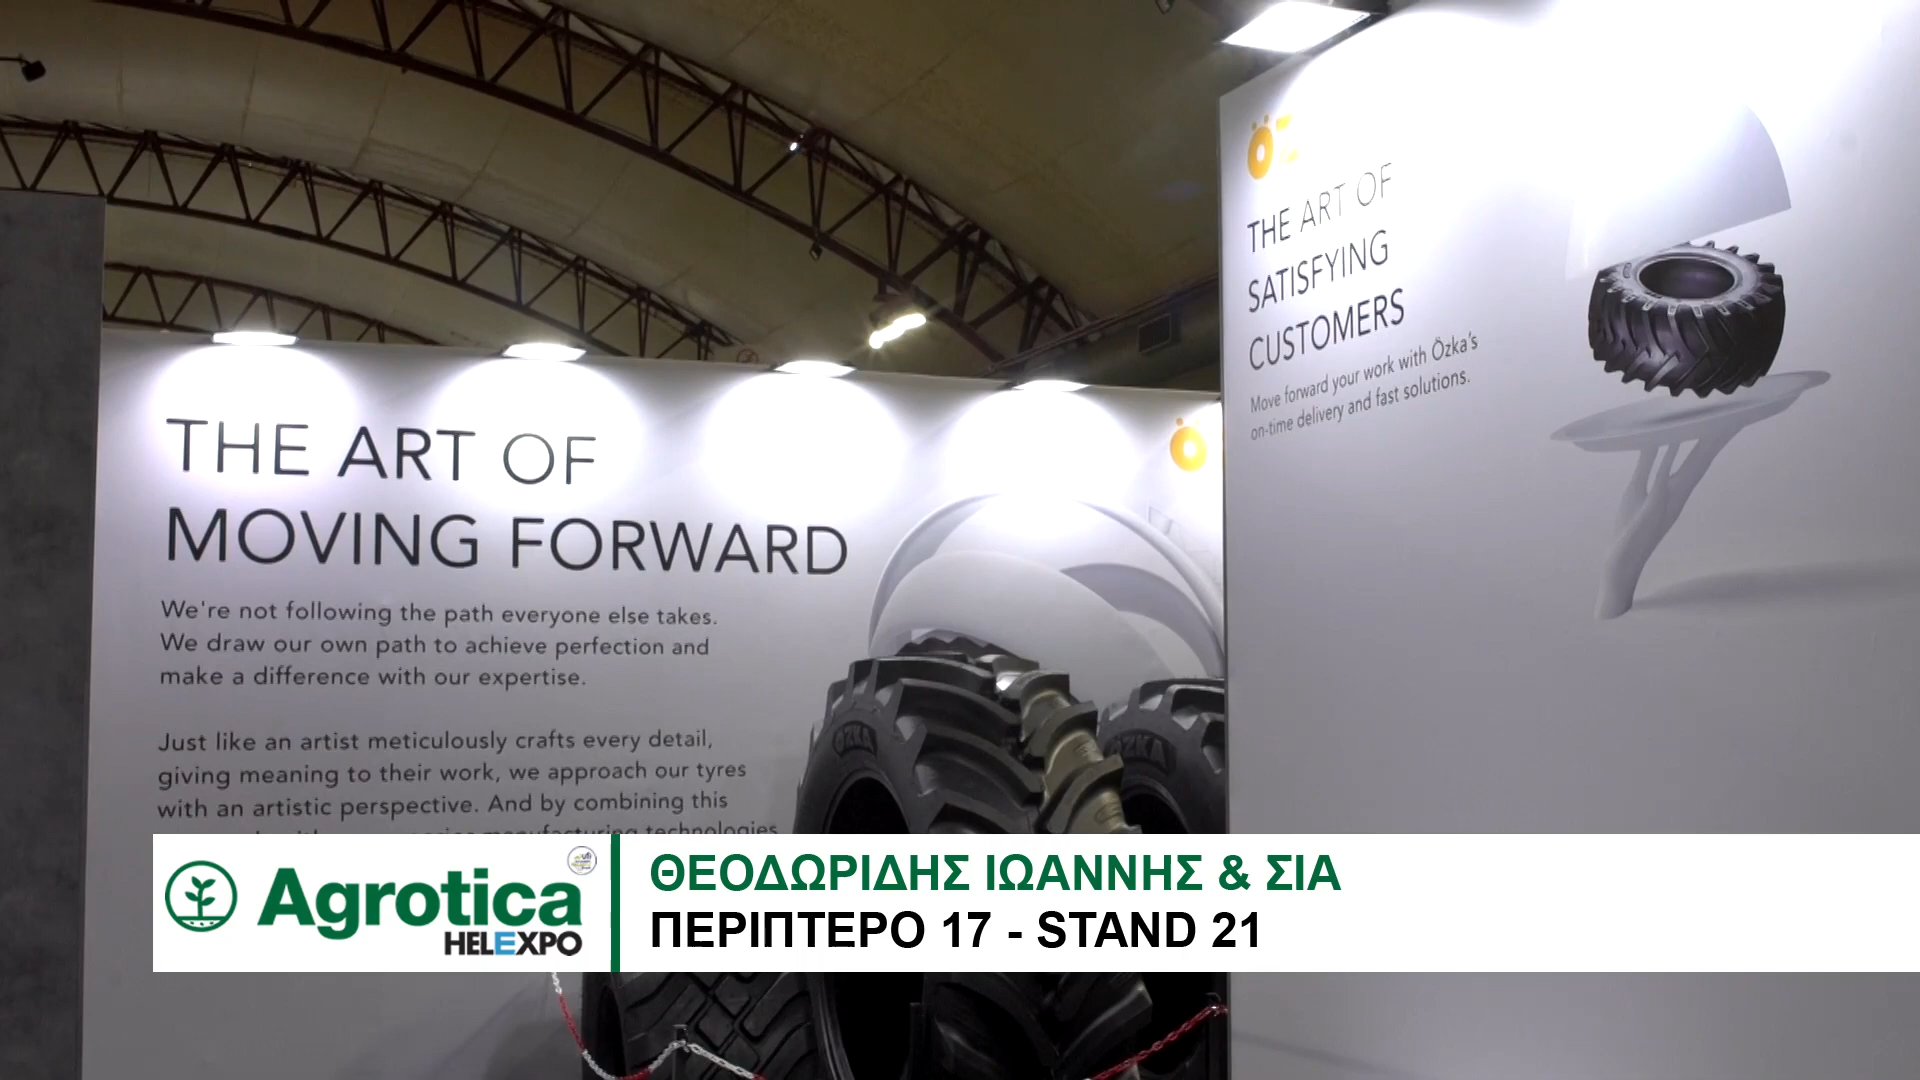 THE ART OF
MOVING FORWARD
We're not following the path everyone else takes.
We draw our own path to achieve perfection and
make a difference with our expertise.
Just like an artist meticulously crafts every detail,
giving meaning to their work, we approach our tyres
with an artistic perspective. And by combining this
manufacturing technologies
THE ART OF
SATISFYING
CUSTOMERS
Move forward your work with Özka's
on-time delivery and fast solutions.
ÖZKA
ÖZKA
Agrotica
HELEXPO
ΘΕΟΔΩΡΙΔΗΣ ΙΩΑΝΝΗΣ & ΣΙΑ
ΠΕΡΙΠΤΕΡΟ 17 - STAND 21